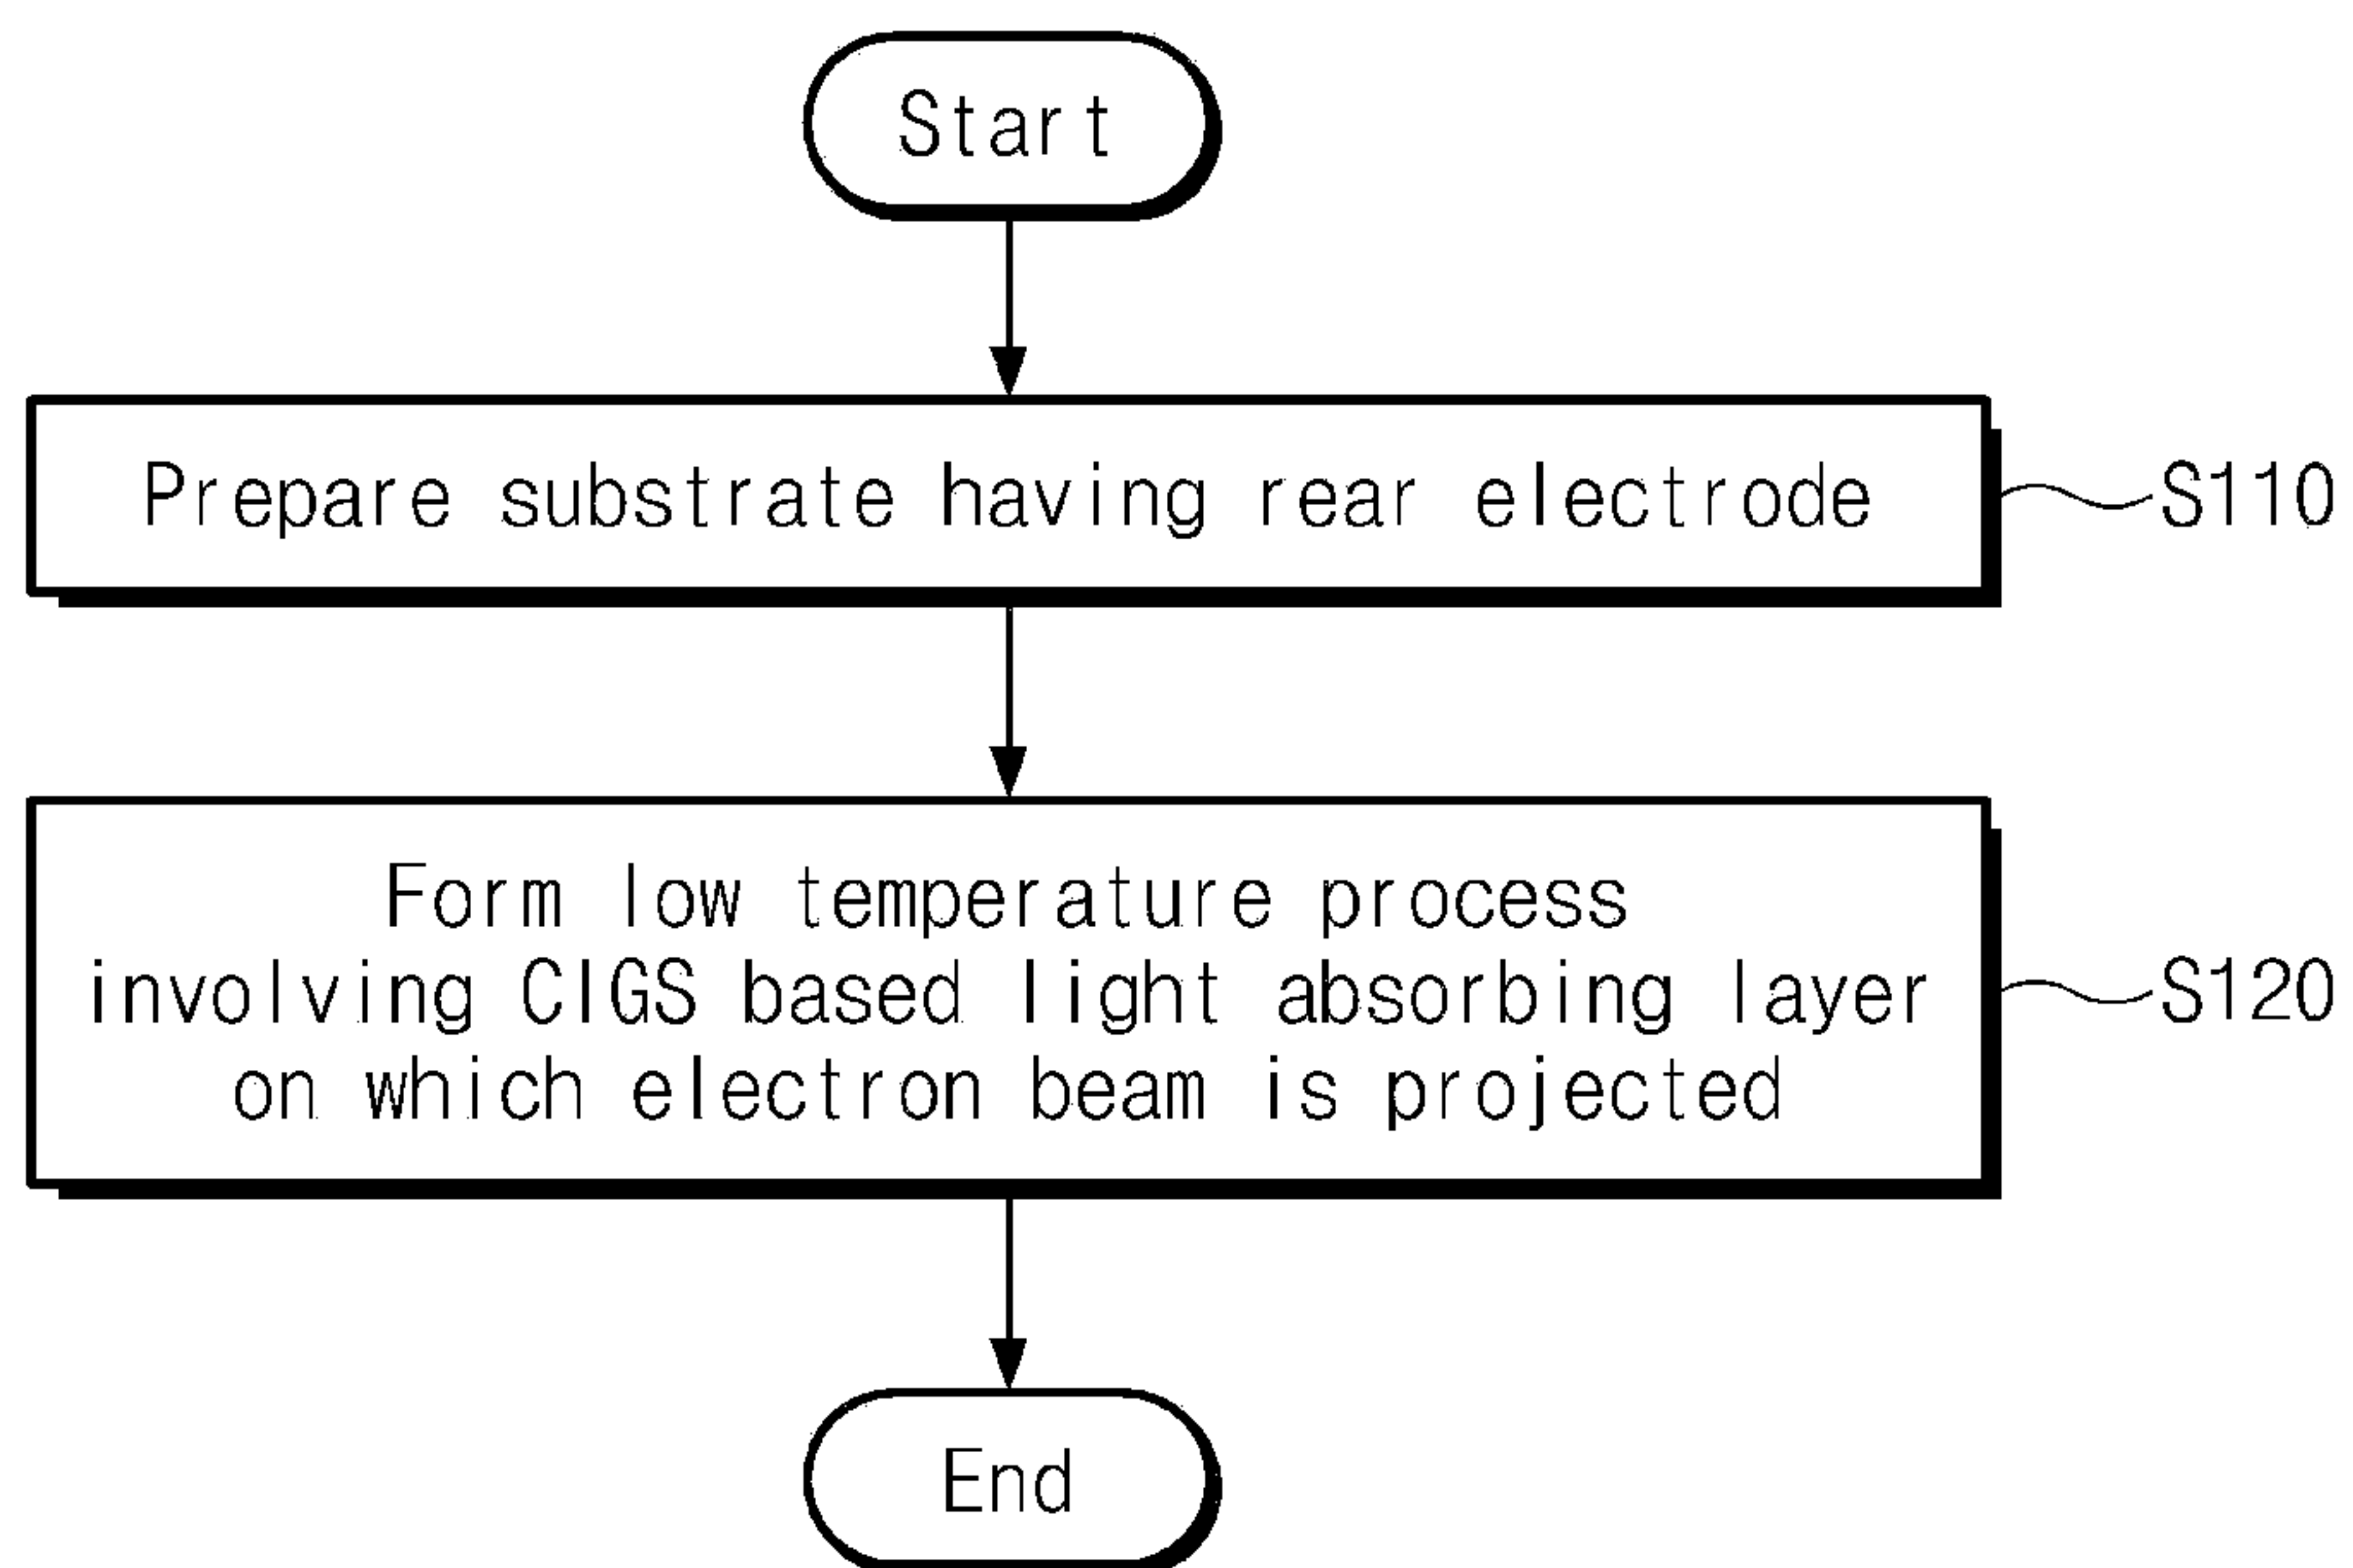 Start
Prepare substrate having rear electrode
S110
Form low temperature process
involving CIGS based light absorbing layer
S120
on which electron beam is projected
End